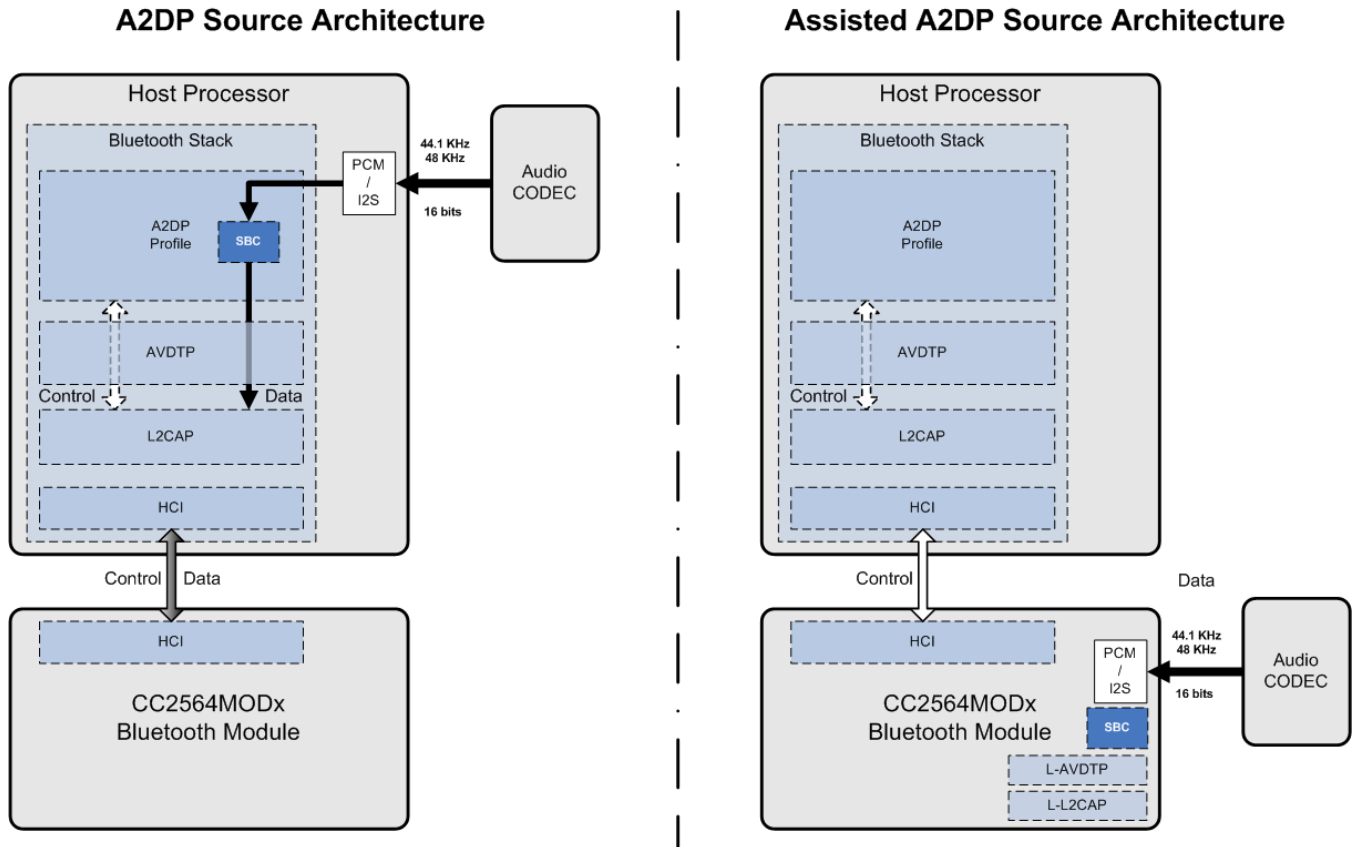 A2DP Source Architecture
Host Processor
Bluetooth Stack
A2DP
Profile
SBC
PCM
/
I2S
44.1 KHz
48 KHz
16 bits
Audio
CODEC
AVDTP
Control
Data
L2CAP
HCI
Control
Data
HCI
CC2564MODx
Bluetooth Module
Assisted A2DP Source Architecture
Host Processor
Bluetooth Stack
A2DP
Profile
AVDTP
Control
L2CAP
HCI
Control
Data
HCI
CC2564MODx
Bluetooth Module
PCM
/
I2S
44.1 KHz
48 KHz
16 bits
Audio
CODEC
SBC
L-AVDTP
L-L2CAP